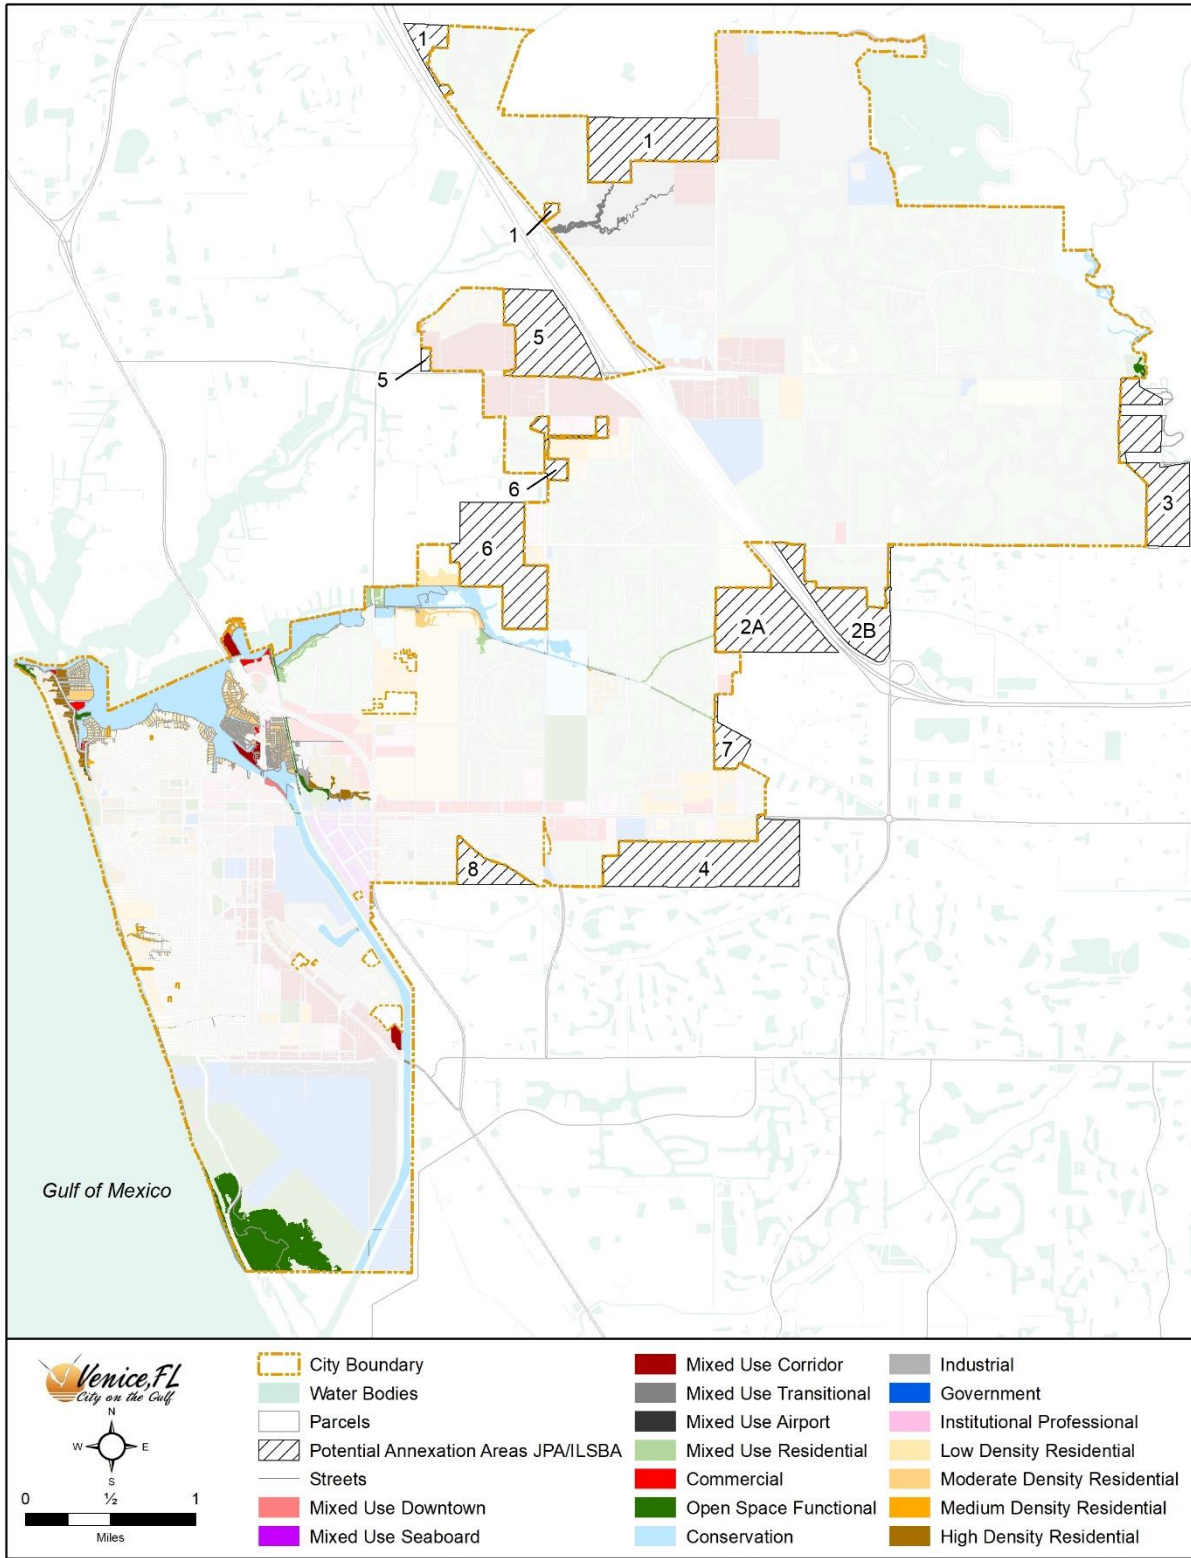 1
1
1
5
5
6
6
3
2A
2B
7
8
4
Gulf of Mexico
Venice, FL
City on the Gulf
N
W E
S
0 ½ 1
Miles
City Boundary
Water Bodies
Parcels
Potential Annexation Areas JPA/ILSBA
Streets
Mixed Use Downtown
Mixed Use Seaboard
Mixed Use Corridor
Mixed Use Transitional
Mixed Use Airport
Mixed Use Residential
Commercial
Open Space Functional
Conservation
Industrial
Government
Institutional Professional
Low Density Residential
Moderate Density Residential
Medium Density Residential
High Density Residential